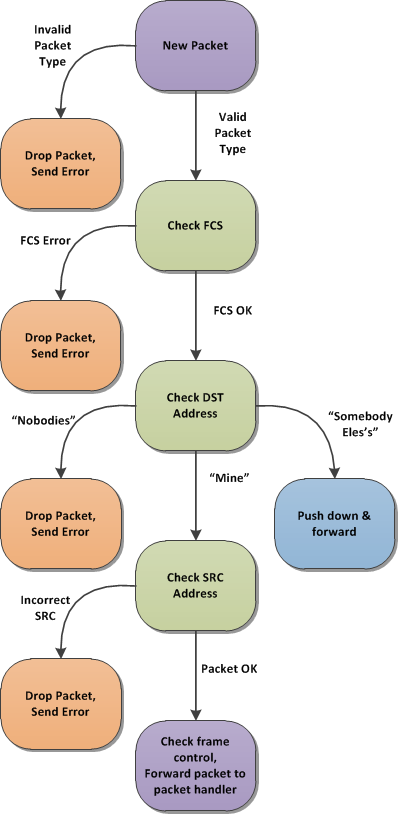 Invalid
Packet
Type
New Packet
Valid
Packet
Type
Drop Packet,
Send Error
Check FCS
FCS Error
FCS OK
Drop Packet,
Send Error
Check DST
Address
“Nobodies”
“Somebody
Eles’s”
“Mine”
Drop Packet,
Send Error
Push down &
forward
Check SRC
Address
Incorrect
SRC
Packet OK
Drop Packet,
Send Error
Check frame
control,
Forward packet to
packet handler